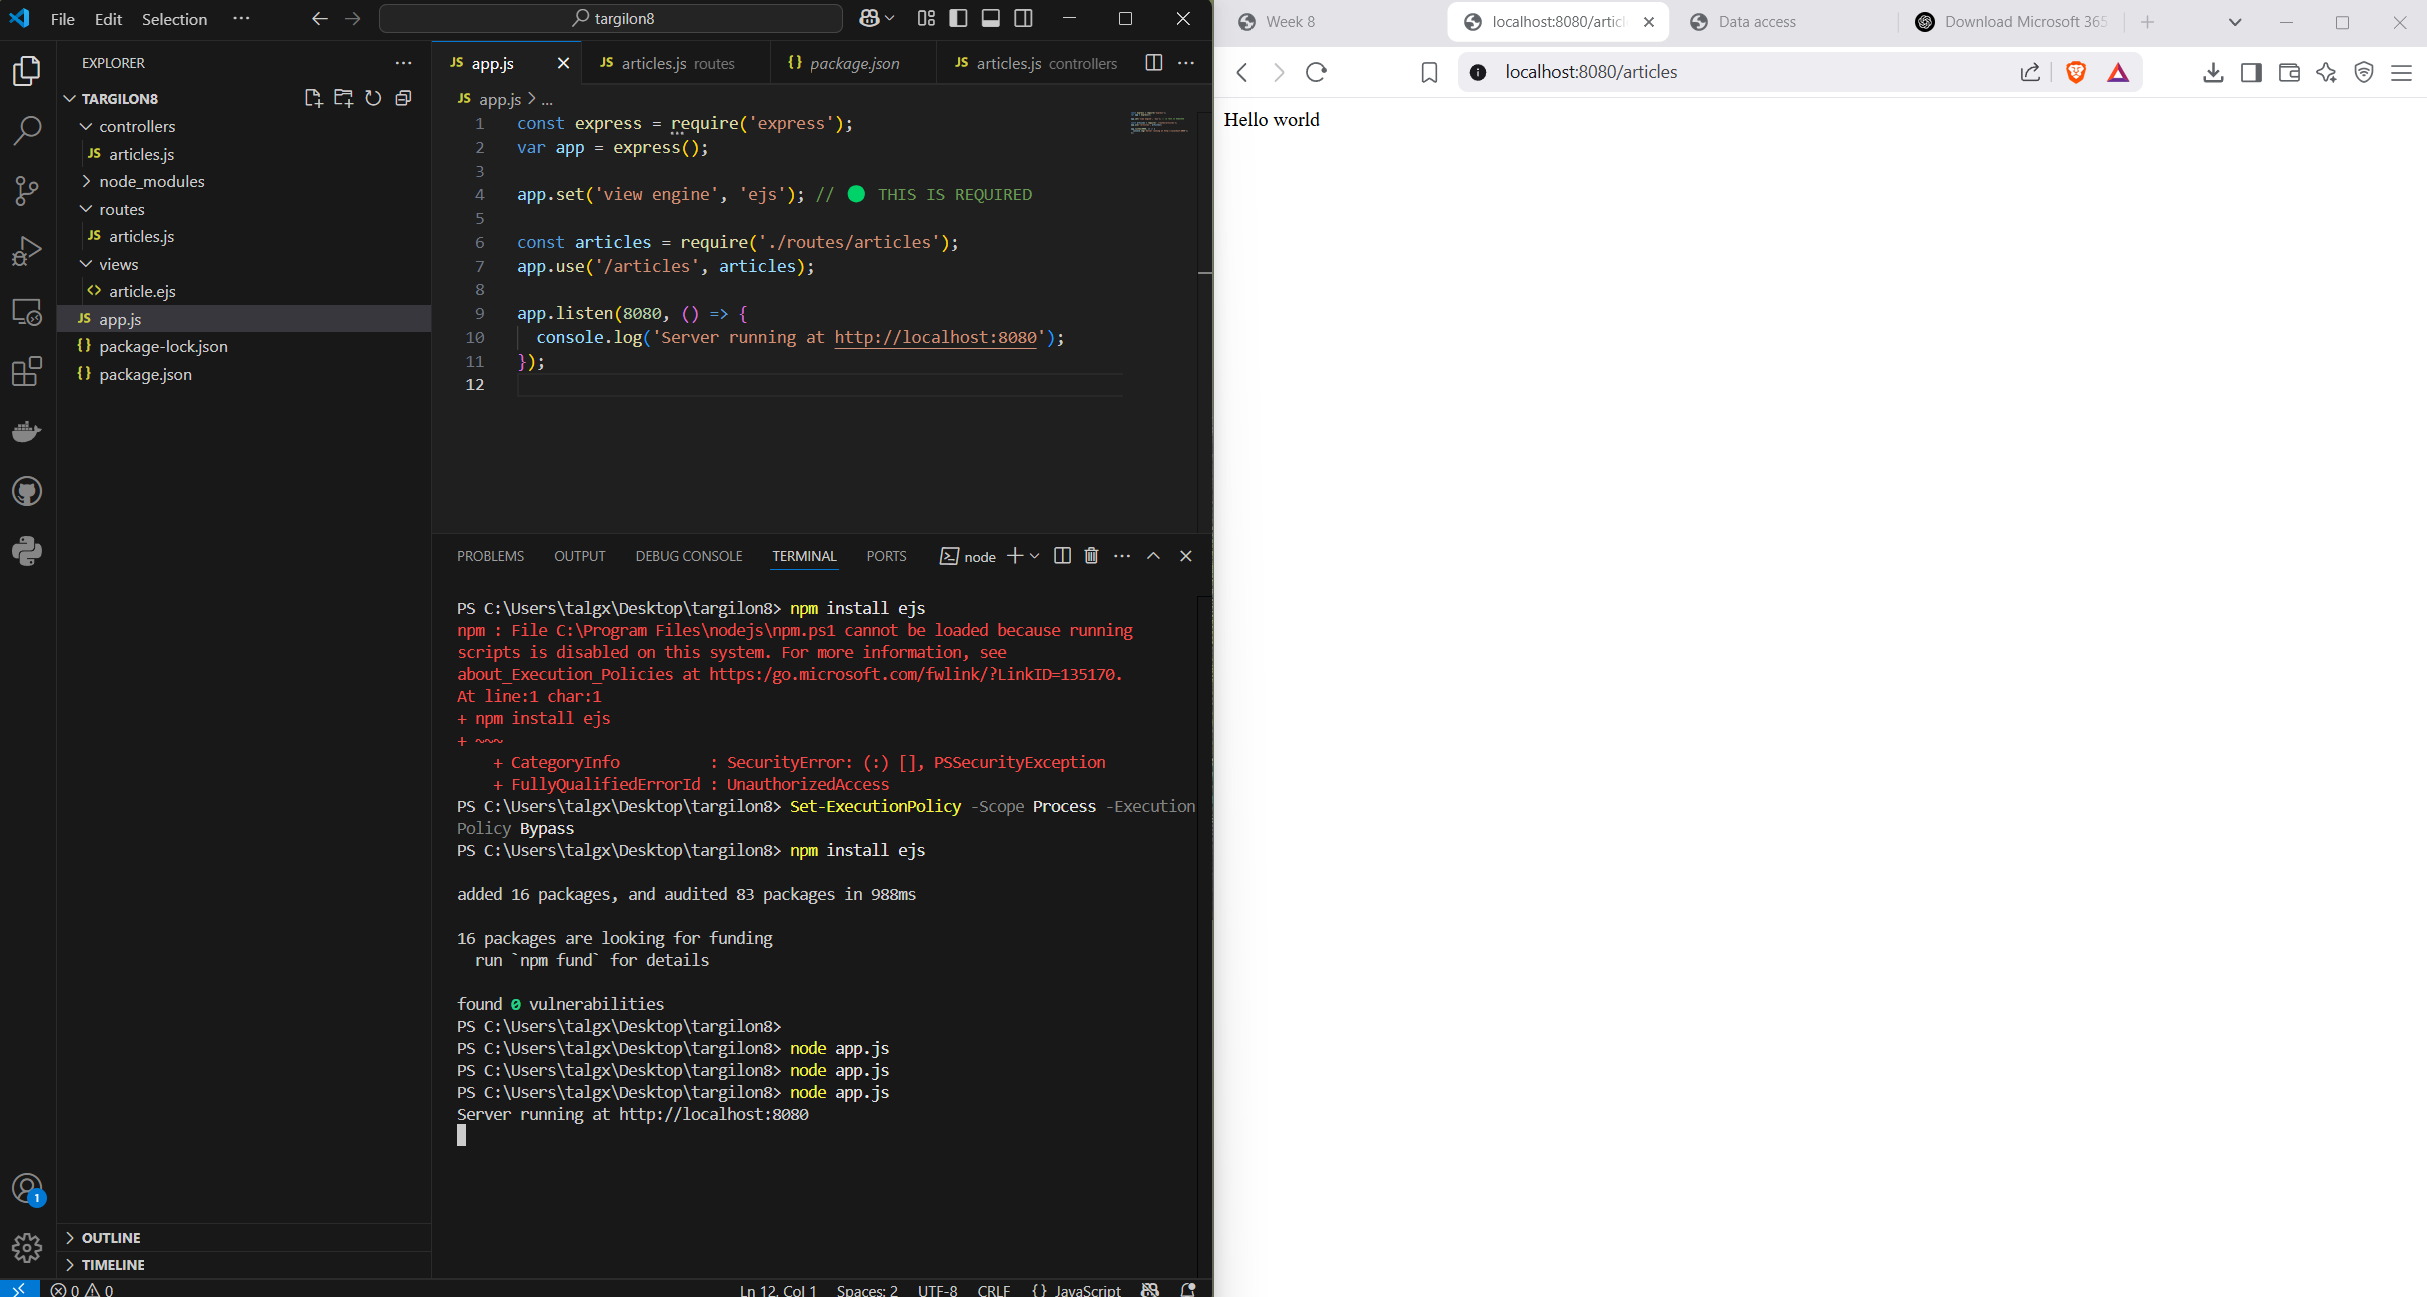 File Edit Selection ··· targilon8
EXPLORER ···
TARGILON8
controllers
JS articles.js
node_modules
routes
JS articles.js
views
<> article.ejs
JS app.js
{} package-lock.json
{} package.json
1
OUTLINE
TIMELINE
JS app.js
JS articles.js routes
{} package.json
JS articles.js controllers
JS app.js > ...
1 const express = require('express');
2 var app = express();
3
4 app.set('view engine', 'ejs'); // 🟢 THIS IS REQUIRED
5
6 const articles = require('./routes/articles');
7 app.use('/articles', articles);
8
9 app.listen(8080, () => {
10 console.log('Server running at http://localhost:8080');
11 });
12
PROBLEMS OUTPUT DEBUG CONSOLE TERMINAL PORTS node
PS C:\Users\talgx\Desktop\targilon8> npm install ejs
npm : File C:\Program Files\nodejs\npm.ps1 cannot be loaded because running
scripts is disabled on this system. For more information, see
about_Execution_Policies at https:/go.microsoft.com/fwlink/?LinkID=135170.
At line:1 char:1
+ npm install ejs
+ ~~~
+ CategoryInfo : SecurityError: (:) [], PSSecurityException
+ FullyQualifiedErrorId : UnauthorizedAccess
PS C:\Users\talgx\Desktop\targilon8> Set-ExecutionPolicy -Scope Process -Execution
Policy Bypass
PS C:\Users\talgx\Desktop\targilon8> npm install ejs
added 16 packages, and audited 83 packages in 988ms
16 packages are looking for funding
run `npm fund` for details
found 0 vulnerabilities
PS C:\Users\talgx\Desktop\targilon8>
PS C:\Users\talgx\Desktop\targilon8> node app.js
PS C:\Users\talgx\Desktop\targilon8> node app.js
PS C:\Users\talgx\Desktop\targilon8> node app.js
Server running at http://localhost:8080
0 0 Ln 12, Col 1 Spaces: 2 UTF-8 CRLF {} JavaScript
Week 8
localhost:8080/articl
Data access
Download Microsoft 365
localhost:8080/articles
Hello world